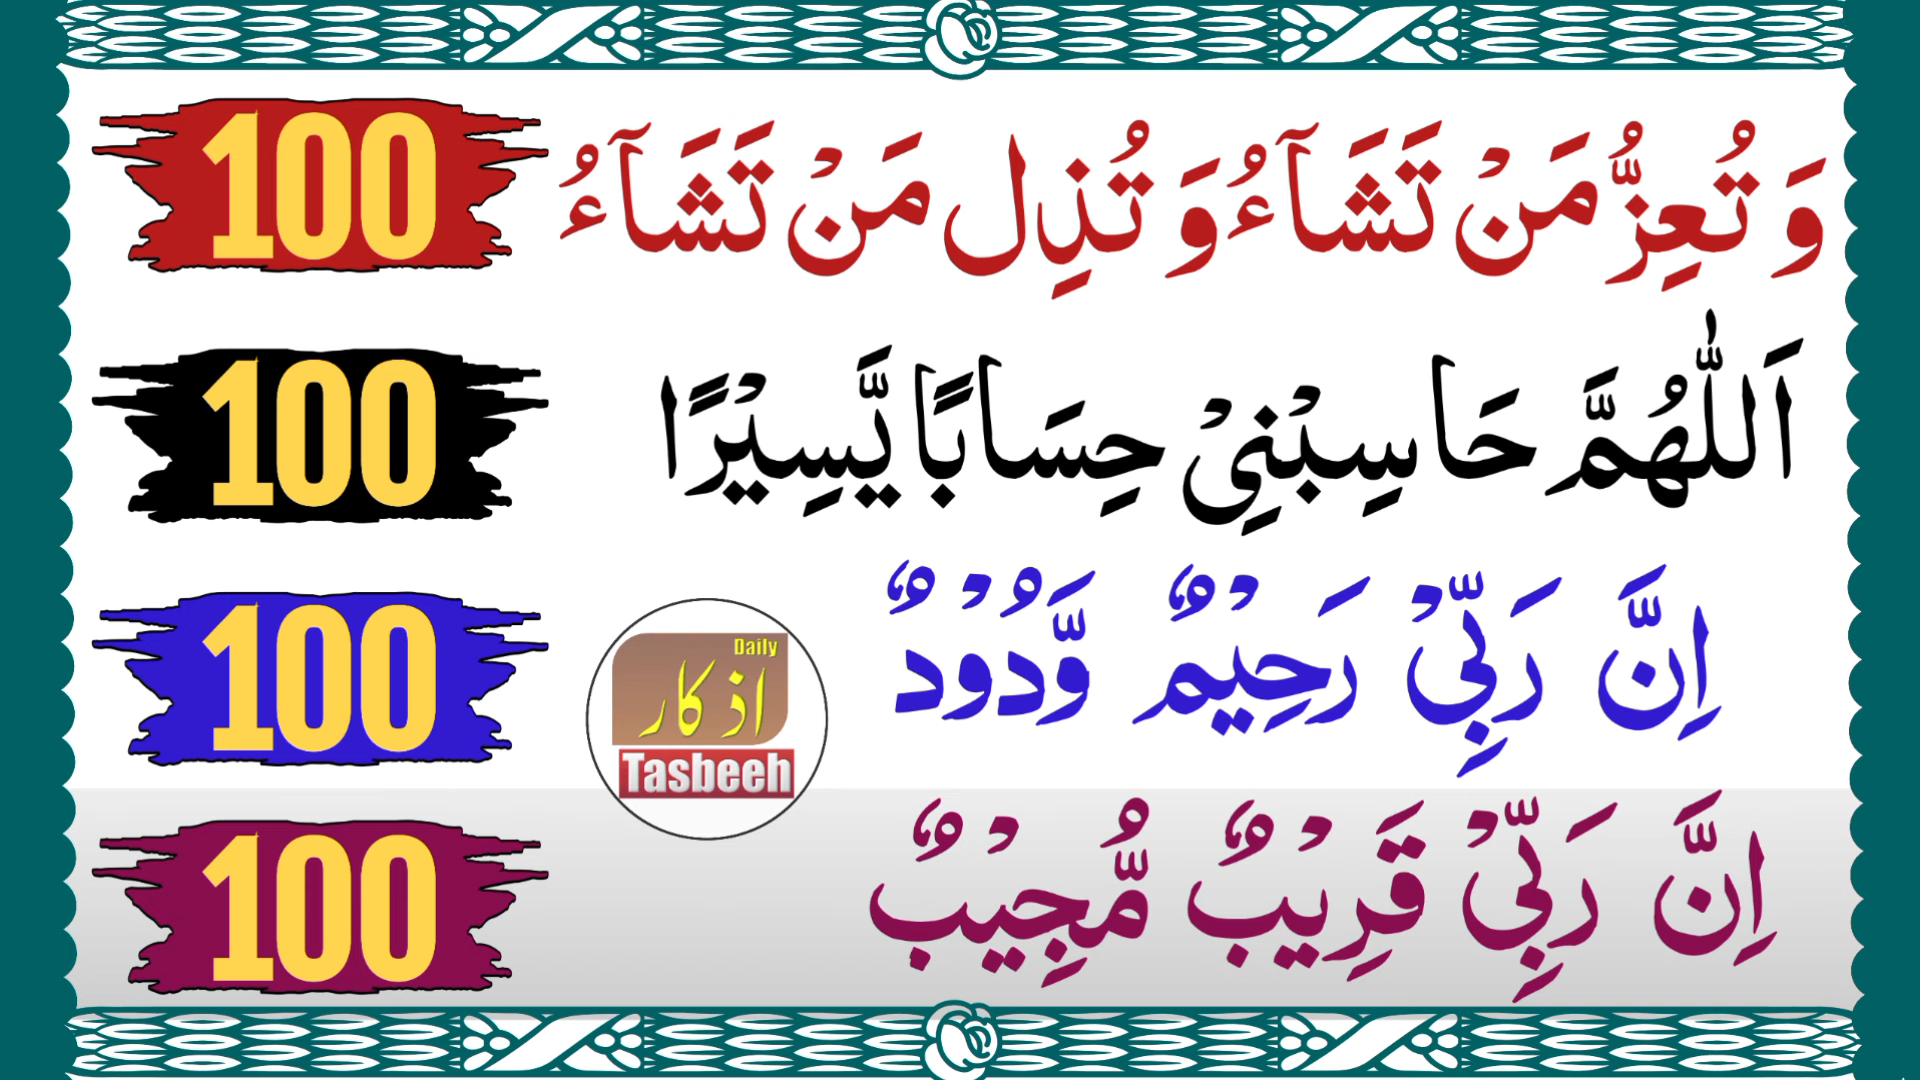 وَ تُعِزُّ مَنْ تَشَآءُ وَ تُذِل مَنْ تَشَآءُ 100
اَللّٰهُمَّ حَاسِبْنِیْ حِسَابًا یَّسِیْرًا 100
اِنَّ رَبِّیْ رَحِیْمٌ وَّدُوْدٌ 100
Daily
اذکار
Tasbeeh
اِنَّ رَبِّیْ قَرِیْبٌ مُّجِیْبٌ 100